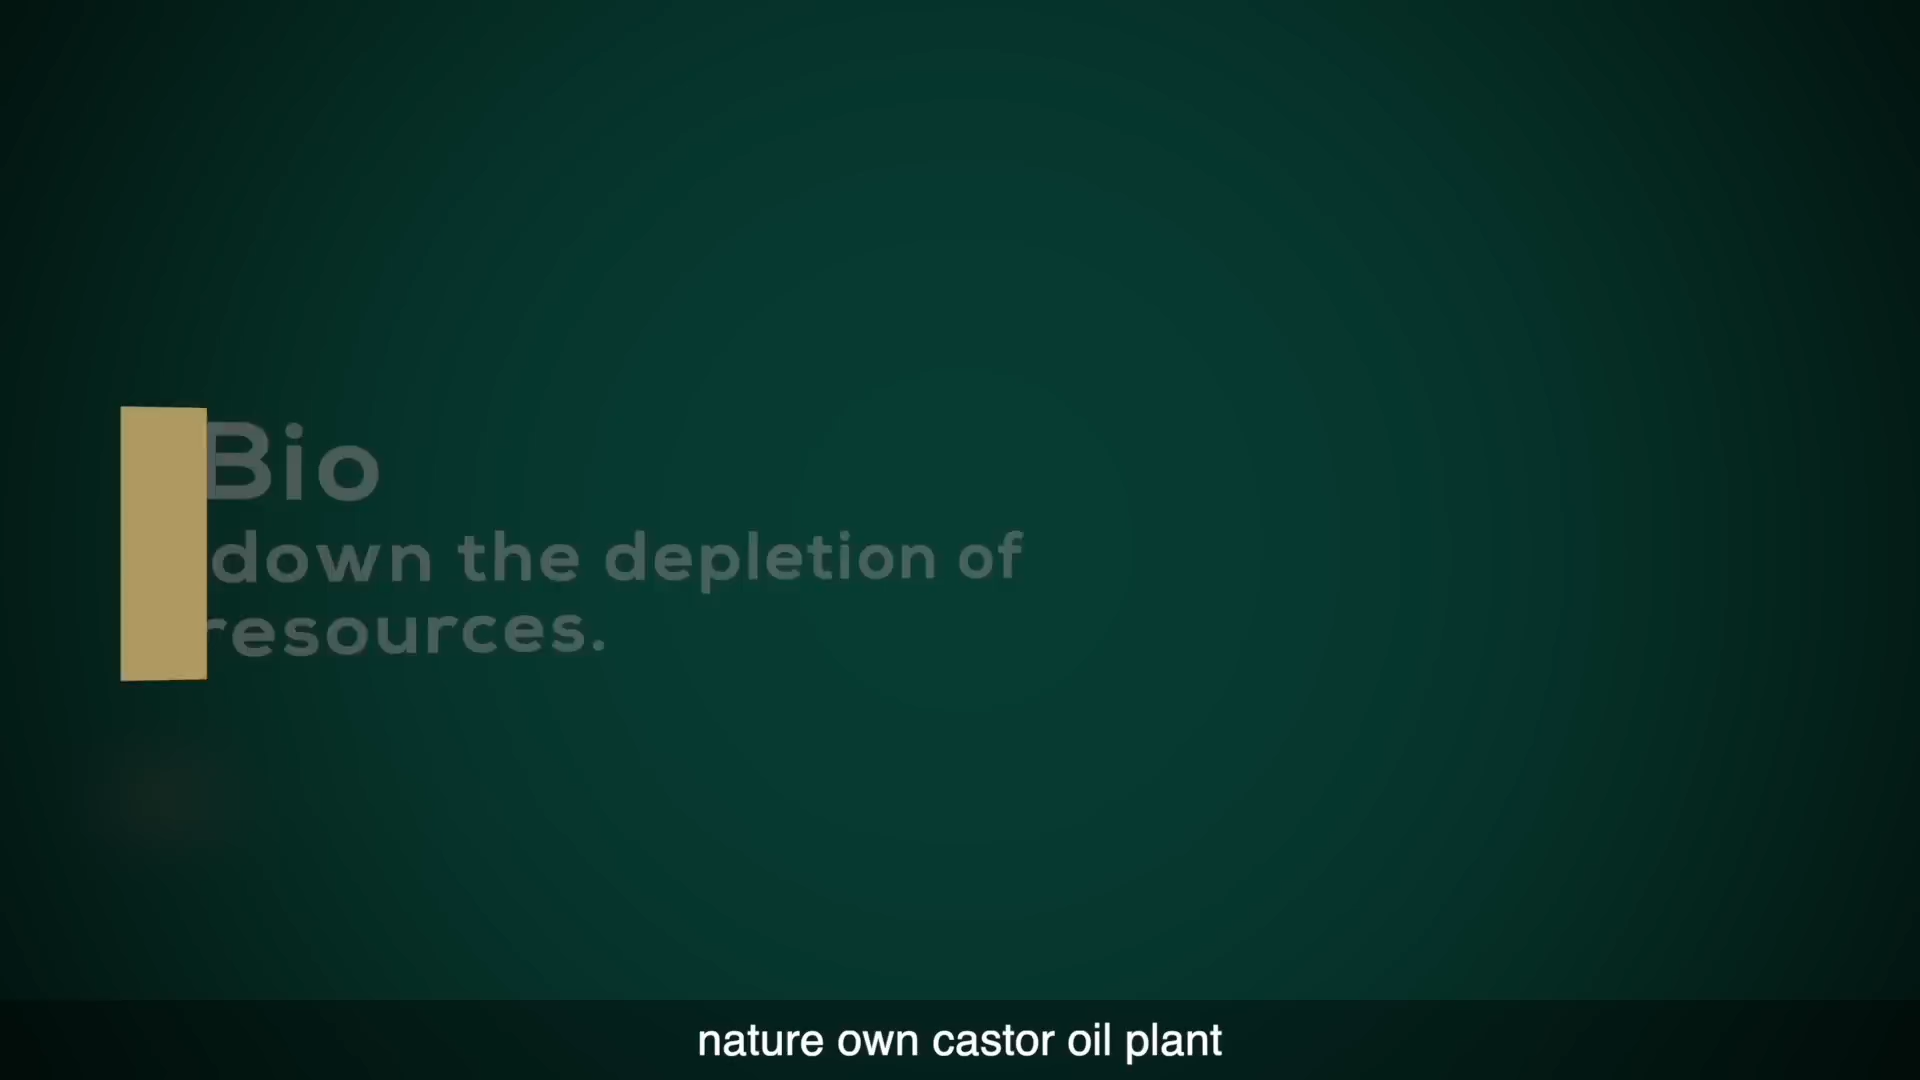 Bio
down the depletion of
resources.
nature own castor oil plant